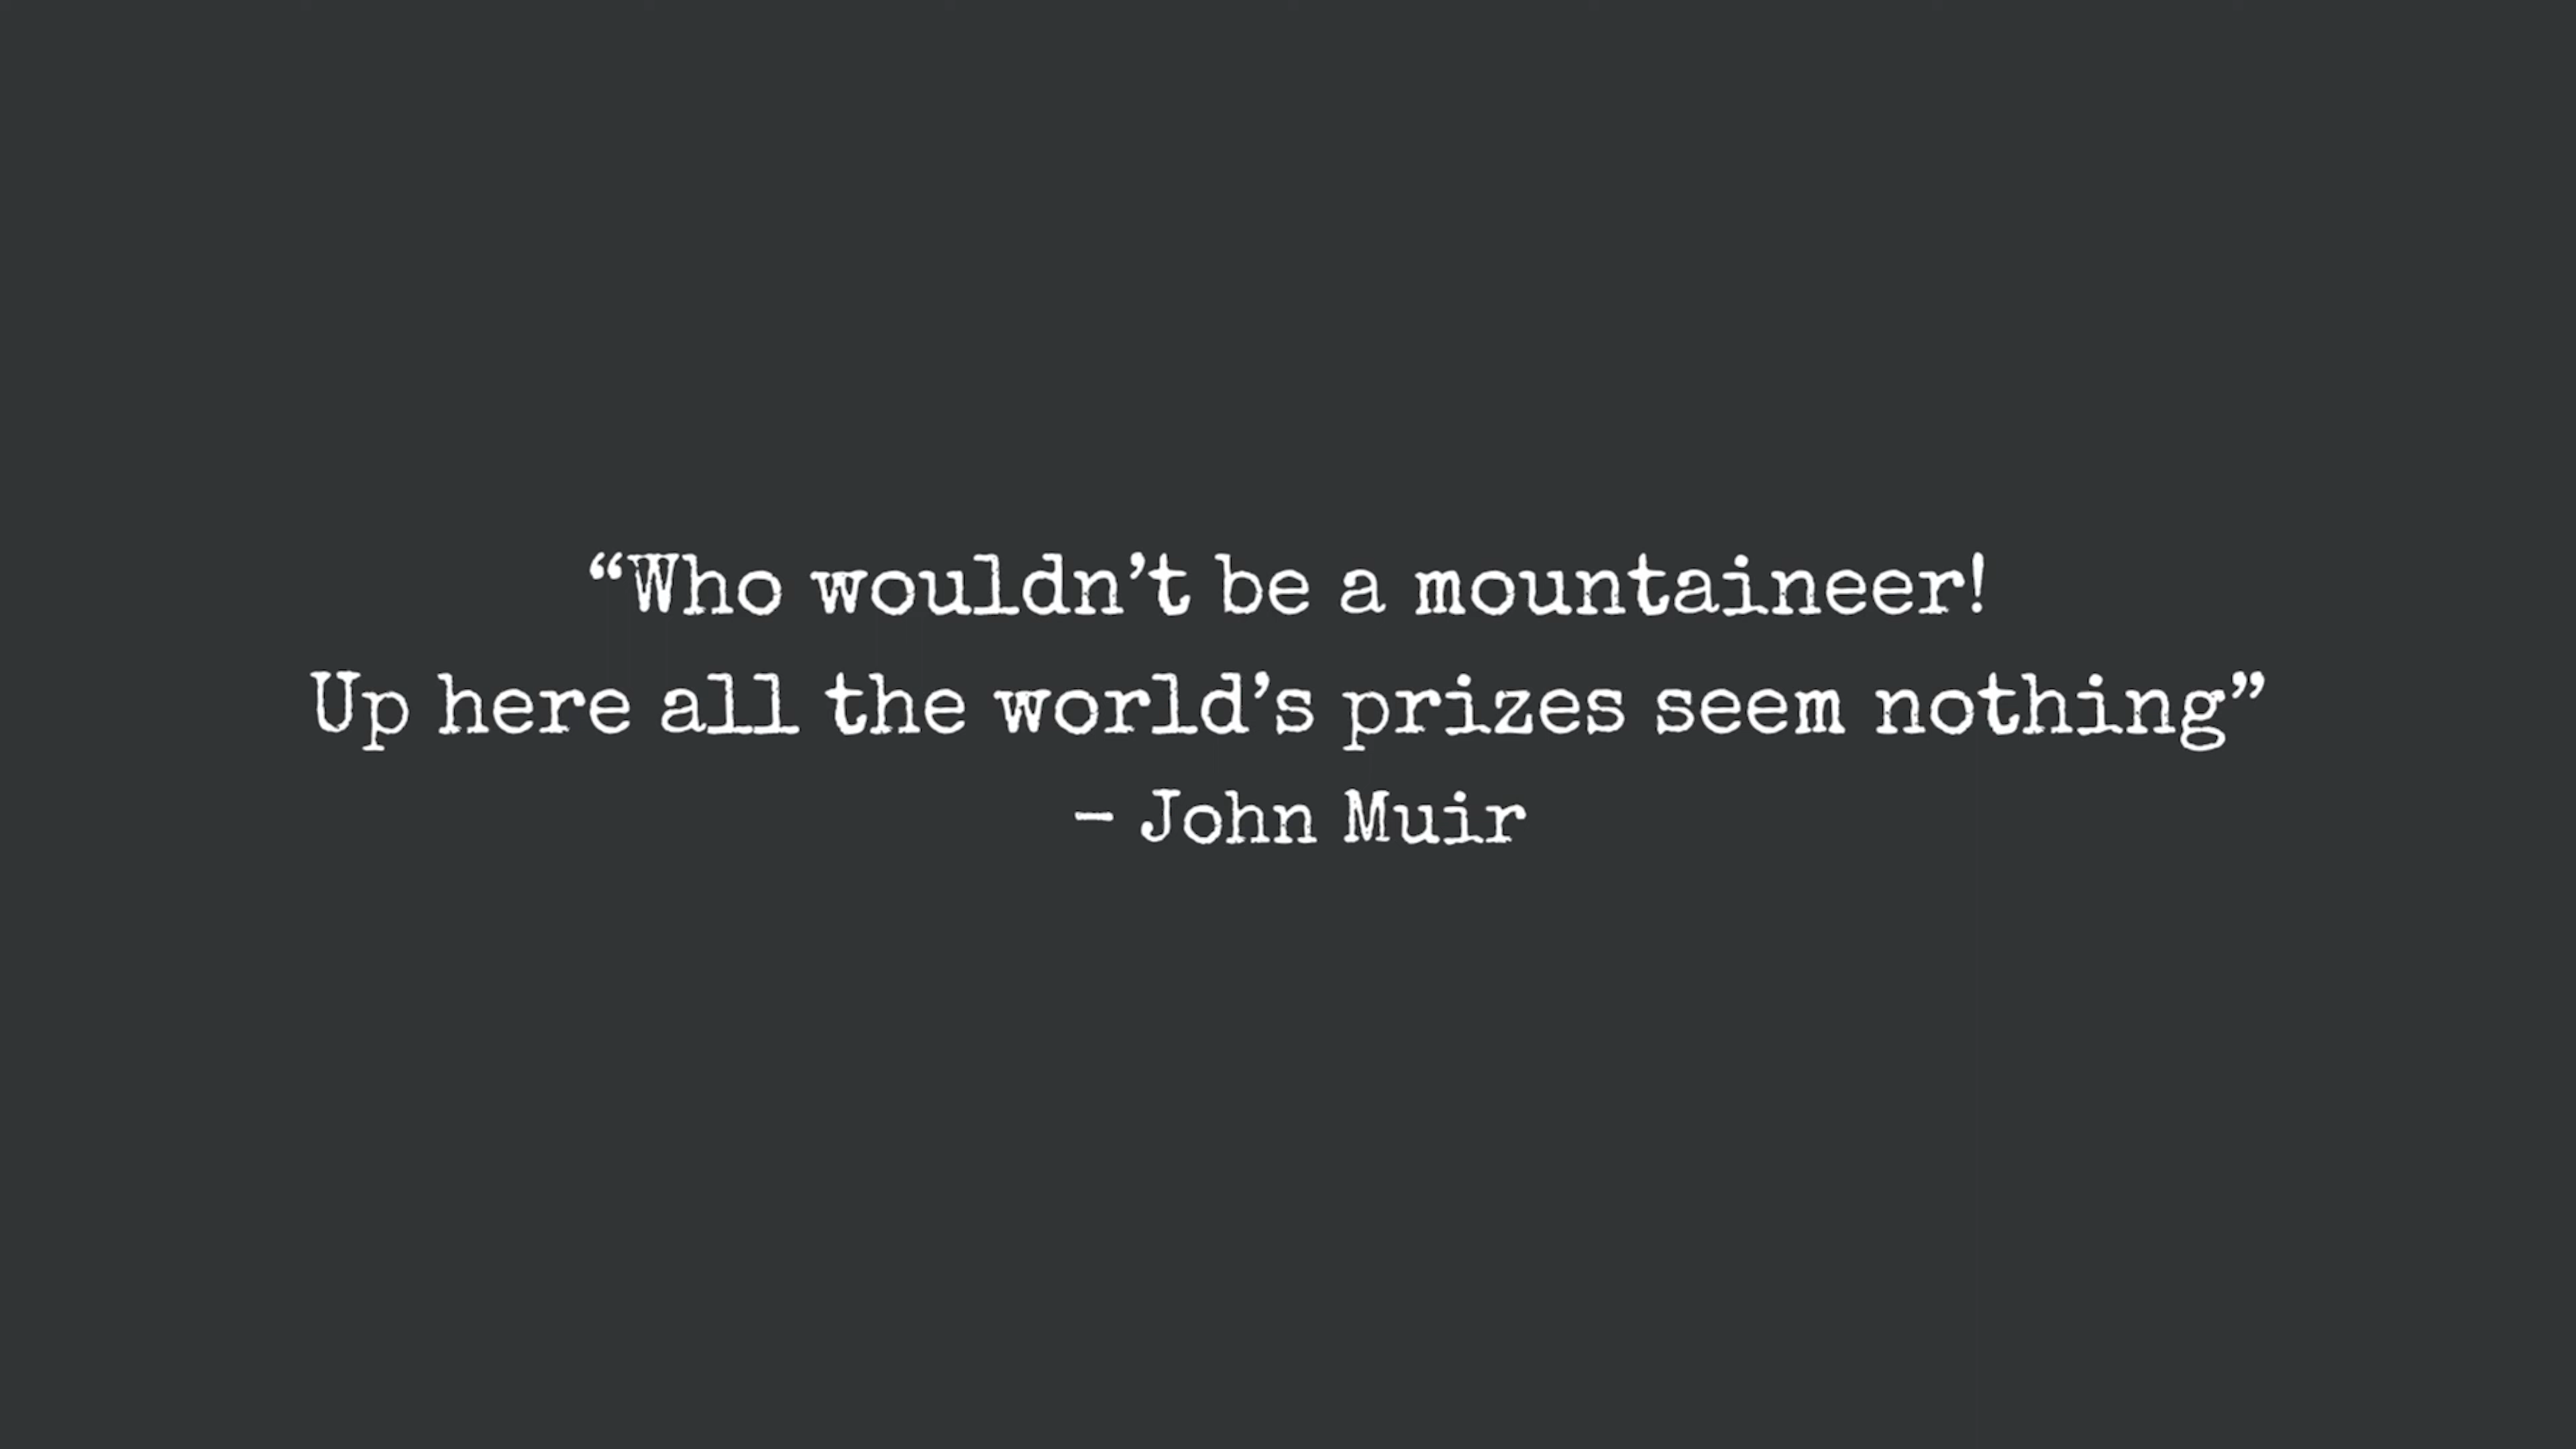 “Who wouldn’t be a mountaineer!
Up here all the world’s prizes seem nothing”
– John Muir